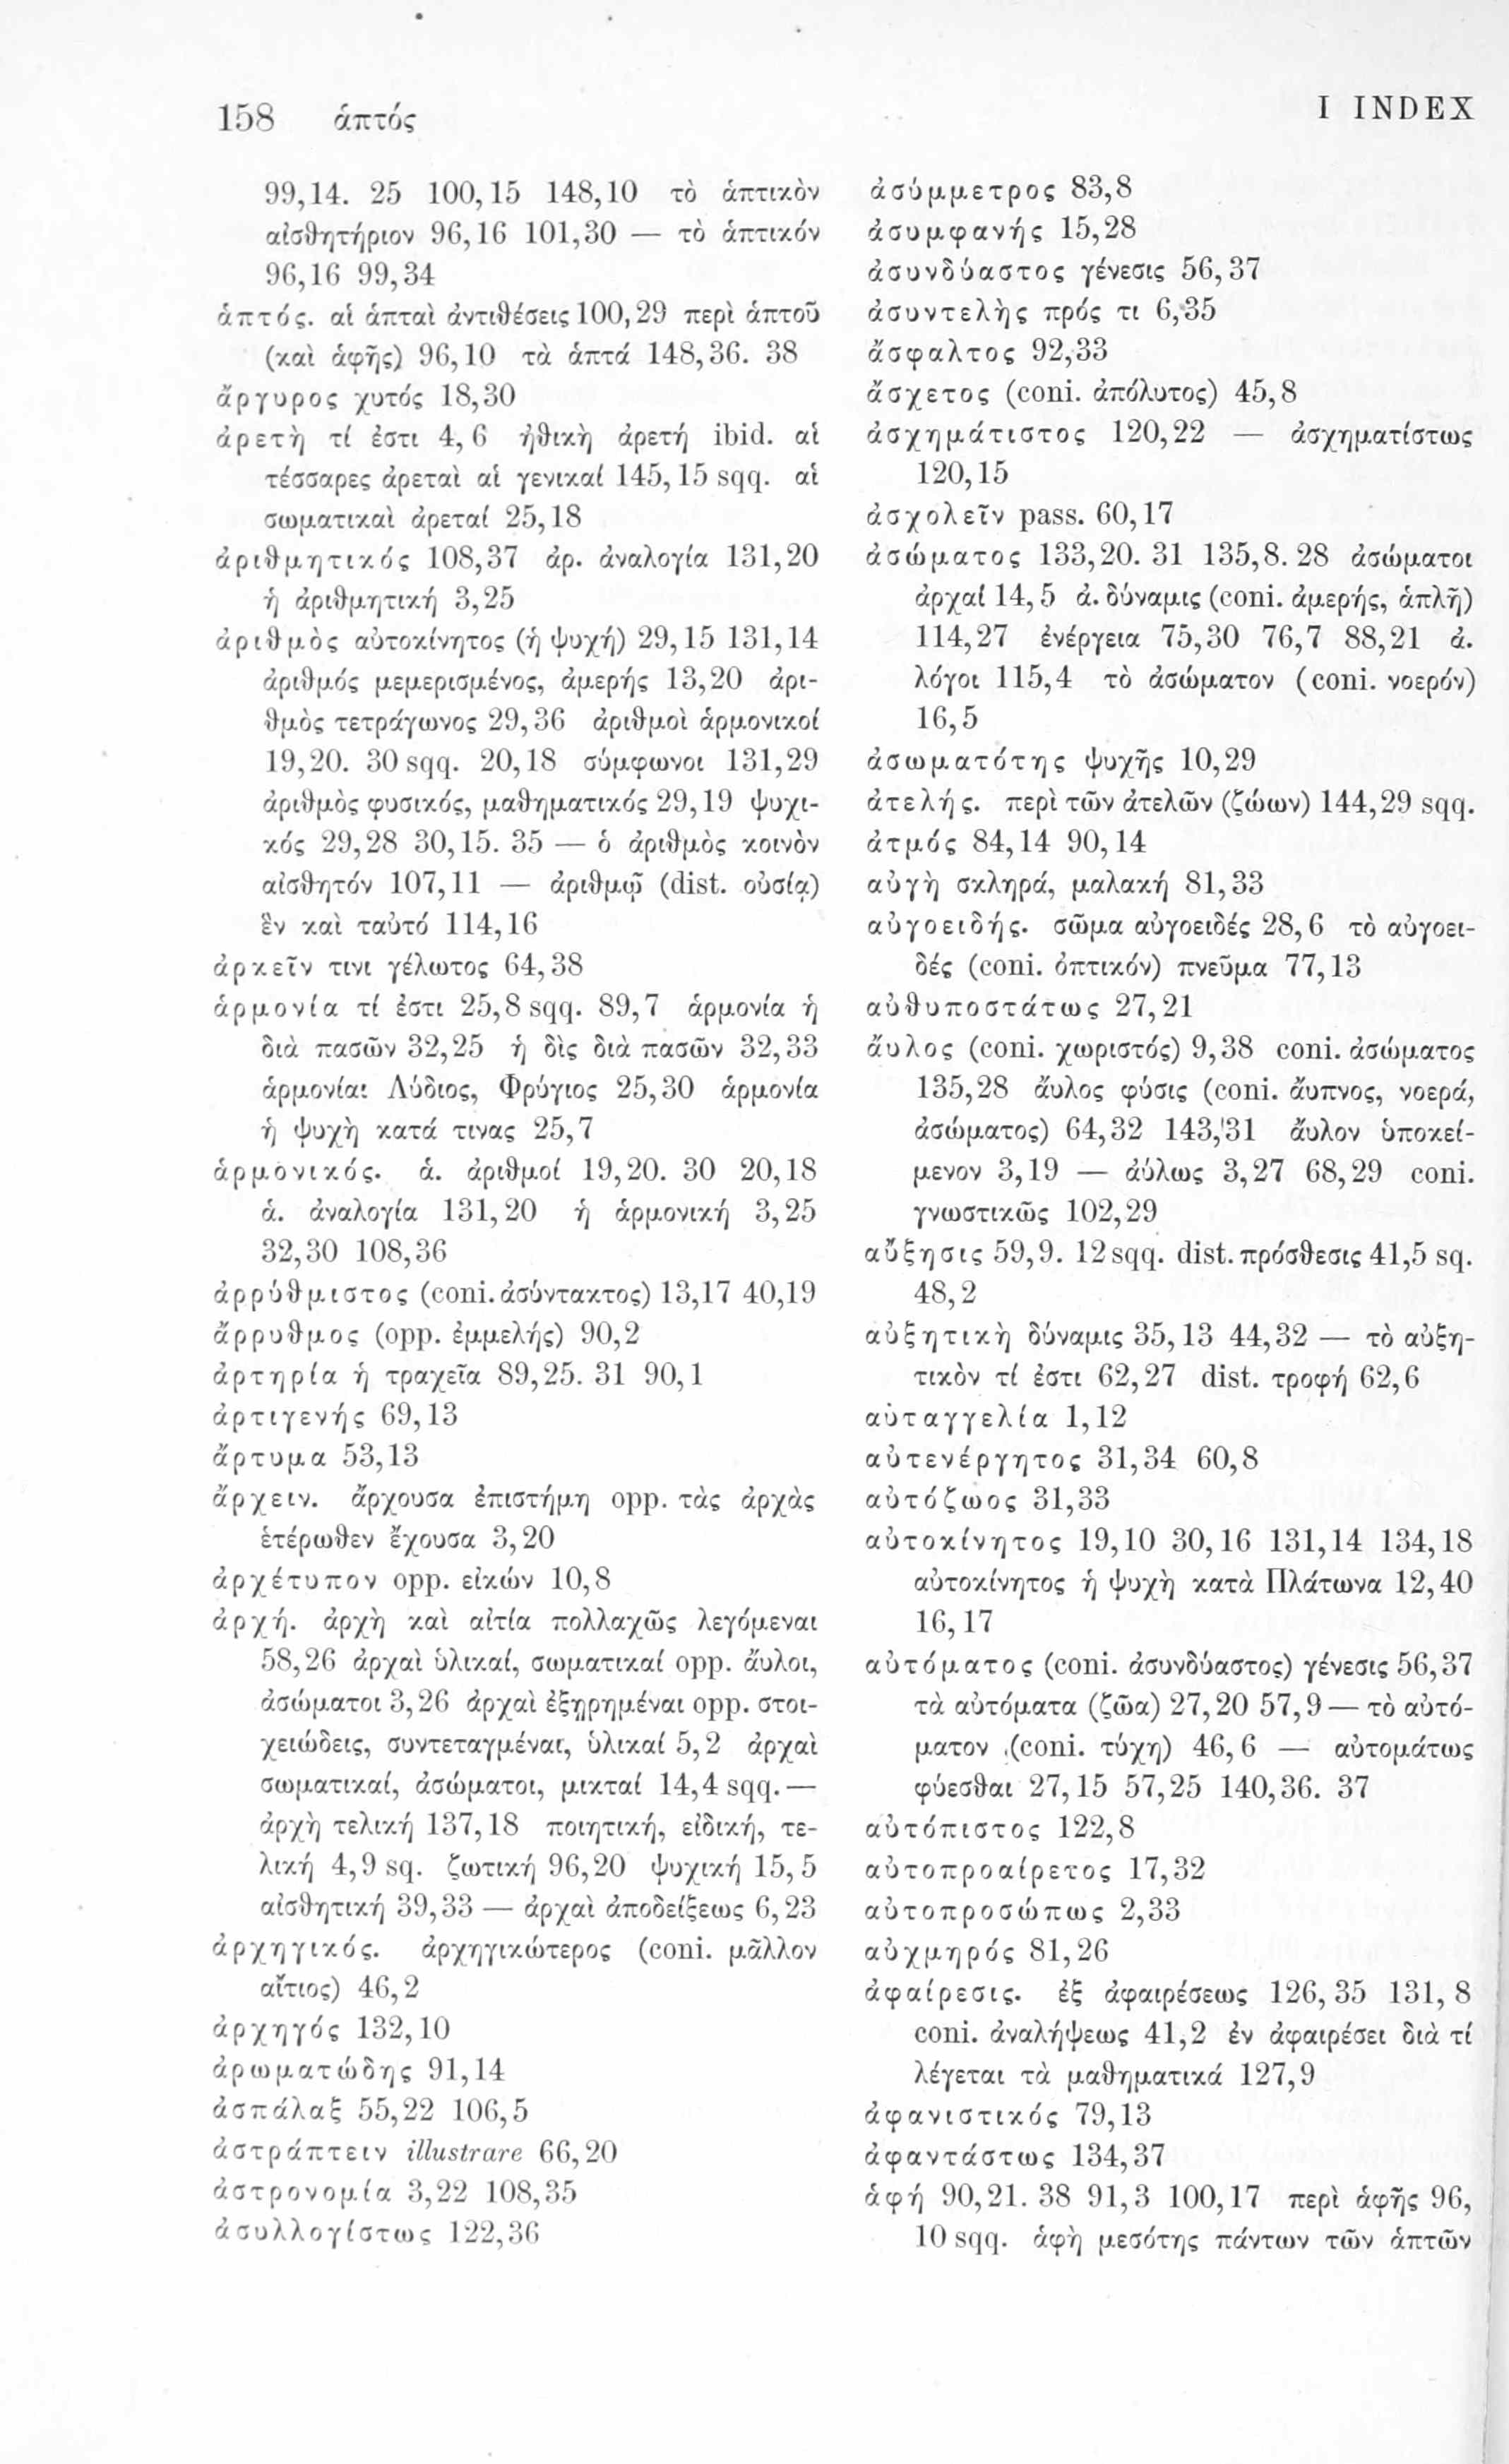 158 ἁπτός
I INDEX
99,14. 25 100,15 148,10 τὸ ἁπτικὸν
αἰσθητήριον 96,16 101,30 — τὸ ἁπτικόν
96,16 99,34
ἁπτός. αἱ ἁπταὶ ἀντιθέσεις 100,29 περὶ ἁπτοῦ
(καὶ ἁφῆς) 96,10 τὰ ἁπτά 148,36. 38
ἄργυρος χυτός 18,30
ἀρετὴ τί ἐστι 4,6 ἠθικὴ ἀρετή ibid. αἱ
τέσσαρες ἀρεταὶ αἱ γενικαί 145,15 sqq. αἱ
σωματικαὶ ἀρεταί 25,18
ἀριθμητικός 108,37 ἀρ. ἀναλογία 131,20
ἡ ἀριθμητική 3,25
ἀριθμὸς αὐτοκίνητος (ἡ ψυχή) 29,15 131,14
ἀριθμός μεμερισμένος, ἀμερής 13,20 ἀρι-
θμὸς τετράγωνος 29,36 ἀριθμοὶ ἁρμονικοί
19,20. 30 sqq. 20,18 σύμφωνοι 131,29
ἀριθμὸς φυσικός, μαθηματικός 29,19 ψυχι-
κός 29,28 30,15. 35 — ὁ ἀριθμὸς κοινὸν
αἰσθητόν 107,11 — ἀριθμῷ (dist. οὐσίᾳ)
ἓν καὶ ταὐτό 114,16
ἀρκεῖν τινι γέλωτος 64,38
ἁρμονία τί ἐστι 25,8 sqq. 89,7 ἁρμονία ἡ
διὰ πασῶν 32,25 ἡ δὶς διὰ πασῶν 32,33
ἁρμονίαι Λύδιος, Φρύγιος 25,30 ἁρμονία
ἡ ψυχὴ κατά τινας 25,7
ἁρμονικός. ἁ. ἀριθμοί 19,20. 30 20,18
ἁ. ἀναλογία 131,20 ἡ ἁρμονική 3,25
32,30 108,36
ἀρρύθμιστος (coni. ἀσύντακτος) 13,17 40,19
ἄρρυθμος (opp. ἐμμελής) 90,2
ἀρτηρία ἡ τραχεῖα 89,25. 31 90,1
ἀρτιγενής 69,13
ἄρτυμα 53,13
ἄρχειν. ἄρχουσα ἐπιστήμη opp. τὰς ἀρχὰς
ἑτέρωθεν ἔχουσα 3,20
ἀρχέτυπον opp. εἰκών 10,8
ἀρχή. ἀρχὴ καὶ αἰτία πολλαχῶς λεγόμεναι
58,26 ἀρχαὶ ὑλικαί, σωματικαί opp. ἄυλοι,
ἀσώματοι 3,26 ἀρχαὶ ἐξῃρημέναι opp. στοι-
χειώδεις, συντεταγμέναι, ὑλικαί 5,2 ἀρχαὶ
σωματικαί, ἀσώματοι, μικταί 14,4 sqq. —
ἀρχὴ τελική 137,18 ποιητική, εἰδική, τε-
λική 4,9 sq. ζωτική 96,20 ψυχική 15,5
αἰσθητική 39,33 — ἀρχαὶ ἀποδείξεως 6,23
ἀρχηγικός. ἀρχηγικώτερος (coni. μᾶλλον
αἴτιος) 46,2
ἀρχηγός 132,10
ἀρωματώδης 91,14
ἀσπάλαξ 55,22 106,5
ἀστράπτειν illustrare 66,20
ἀστρονομία 3,22 108,35
ἀσυλλογίστως 122,36
ἀσύμμετρος 83,8
ἀσυμφανής 15,28
ἀσυνδύαστος γένεσις 56,37
ἀσυντελὴς πρός τι 6,35
ἄσφαλτος 92,33
ἄσχετος (coni. ἀπόλυτος) 45,8
ἀσχημάτιστος 120,22 — ἀσχηματίστως
120,15
ἀσχολεῖν pass. 60,17
ἀσώματος 133,20. 31 135,8. 28 ἀσώματοι
ἀρχαί 14,5 ἀ. δύναμις (coni. ἀμερής, ἁπλῆ)
114,27 ἐνέργεια 75,30 76,7 88,21 ἀ.
λόγοι 115,4 τὸ ἀσώματον (coni. νοερόν)
16,5
ἀσωματότης ψυχῆς 10,29
ἀτελής. περὶ τῶν ἀτελῶν (ζώων) 144,29 sqq.
ἀτμός 84,14 90,14
αὐγὴ σκληρά, μαλακή 81,33
αὐγοειδής. σῶμα αὐγοειδές 28,6 τὸ αὐγοει-
δές (coni. ὀπτικόν) πνεῦμα 77,13
αὐθυποστάτως 27,21
ἄυλος (coni. χωριστός) 9,38 coni. ἀσώματος
135,28 ἄυλος φύσις (coni. ἄυπνος, νοερά,
ἀσώματος) 64,32 143,31 ἄυλον ὑποκεί-
μενον 3,19 — ἀύλως 3,27 68,29 coni.
γνωστικῶς 102,29
αὔξησις 59,9. 12 sqq. dist. πρόσθεσις 41,5 sq.
48,2
αὐξητικὴ δύναμις 35,13 44,32 — τὸ αὐξη-
τικὸν τί ἐστι 62,27 dist. τροφή 62,6
αὐταγγελία 1,12
αὐτενέργητος 31,34 60,8
αὐτόζωος 31,33
αὐτοκίνητος 19,10 30,16 131,14 134,18
αὐτοκίνητος ἡ ψυχὴ κατὰ Πλάτωνα 12,40
16,17
αὐτόματος (coni. ἀσυνδύαστος) γένεσις 56,37
τὰ αὐτόματα (ζῶα) 27,20 57,9 — τὸ αὐτό-
ματον (coni. τύχη) 46,6 — αὐτομάτως
φύεσθαι 27,15 57,25 140,36. 37
αὐτόπιστος 122,8
αὐτοπροαίρετος 17,32
αὐτοπροσώπως 2,33
αὐχμηρός 81,26
ἀφαίρεσις. ἐξ ἀφαιρέσεως 126,35 131,8
coni. ἀναλήψεως 41,2 ἐν ἀφαιρέσει διὰ τί
λέγεται τὰ μαθηματικά 127,9
ἀφανιστικός 79,13
ἀφαντάστως 134,37
ἁφή 90,21. 38 91,3 100,17 περὶ ἁφῆς 96,
10 sqq. ἁφὴ μεσότης πάντων τῶν ἁπτῶν